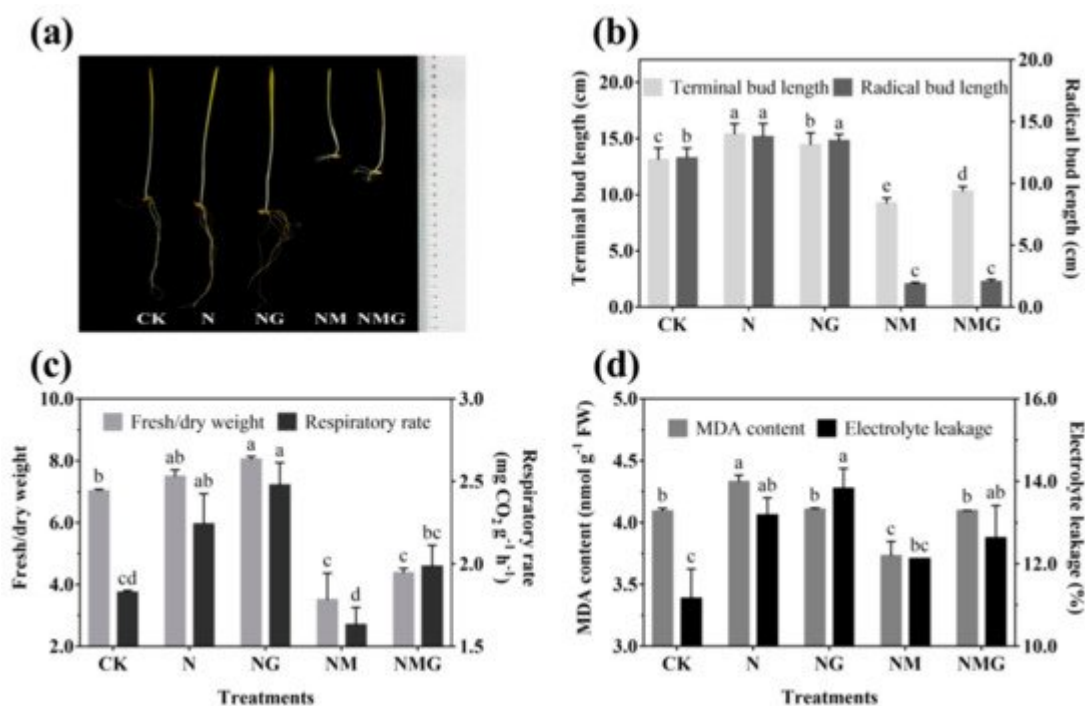 (a)
CK N NG NM NMG
(b)
Terminal bud length (cm)
20.0
15.0
10.0
5.0
0.0
Terminal bud length Radical bud length
c b a a b a e c d c
20.0
15.0
10.0
5.0
0.0
Radical bud length (cm)
CK N NG NM NMG
(c)
Fresh/dry weight
10.0
8.0
6.0
4.0
2.0
Fresh/dry weight Respiratory rate
b cd ab ab a a c d c bc
3.0
2.5
2.0
1.5
Respiratory rate
(mg CO₂ g⁻¹ h⁻¹)
CK N NG NM NMG
Treatments
(d)
MDA content (nmol g⁻¹ FW)
5.0
4.5
4.0
3.5
3.0
MDA content Electrolyte leakage
b c a ab b a c bc b ab
16.0
14.0
12.0
10.0
Electrolyte leakage
(%)
CK N NG NM NMG
Treatments